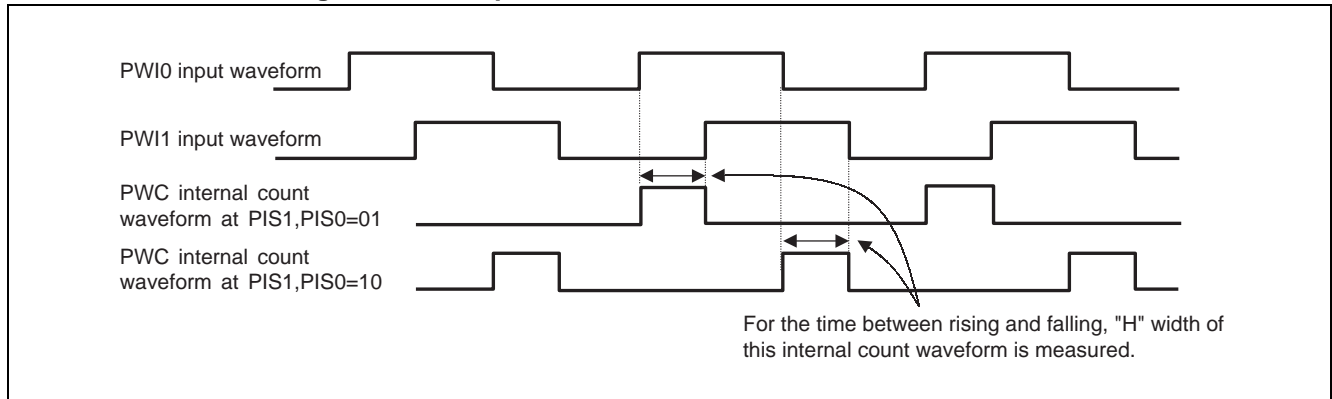 PWI0 input waveform
PWI1 input waveform
PWC internal count
waveform at PIS1,PIS0=01
PWC internal count
waveform at PIS1,PIS0=10
For the time between rising and falling, "H" width of
this internal count waveform is measured.